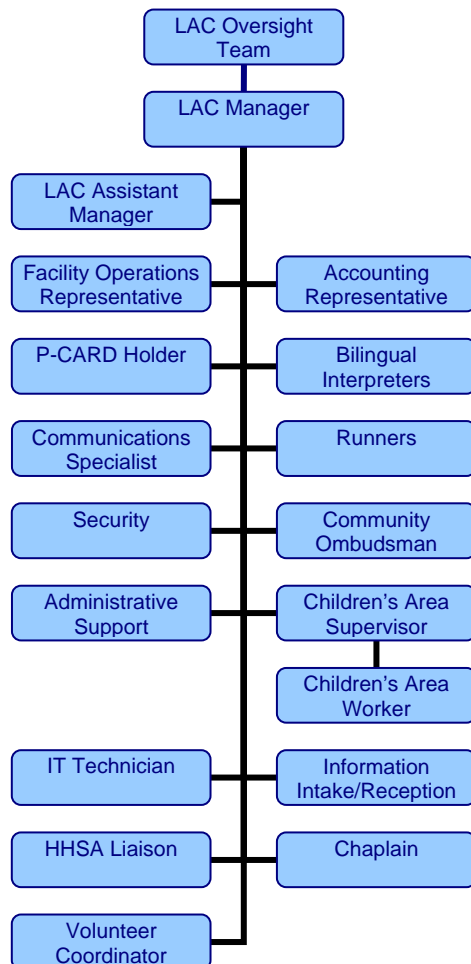 LAC Oversight
Team
LAC Manager
LAC Assistant
Manager
Facility Operations
Representative
Accounting
Representative
P-CARD Holder
Bilingual
Interpreters
Communications
Specialist
Runners
Security
Community
Ombudsman
Administrative
Support
Children’s Area
Supervisor
Children’s Area
Worker
IT Technician
Information
Intake/Reception
HHSA Liaison
Chaplain
Volunteer
Coordinator